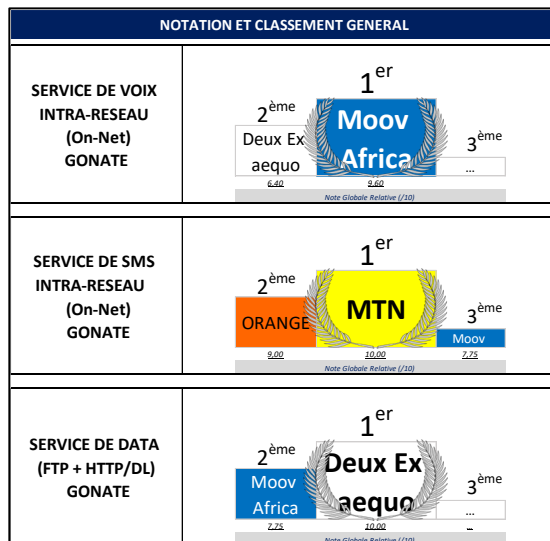 NOTATION ET CLASSEMENT GENERAL
SERVICE DE VOIX
INTRA-RESEAU
(On-Net)
GONATE
1er
2ème
3ème
Moov
Africa
Deux Ex
aequo
...
6,40
9,60
Note Globale Relative (/10)
SERVICE DE SMS
INTRA-RESEAU
(On-Net)
GONATE
1er
2ème
3ème
MTN
ORANGE
Moov
9,00
10,00
7,75
Note Globale Relative (/10)
SERVICE DE DATA
(FTP + HTTP/DL)
GONATE
1er
2ème
3ème
Deux Ex
aequo
Moov
Africa
...
7,75
10,00
...
Note Globale Relative (/10)